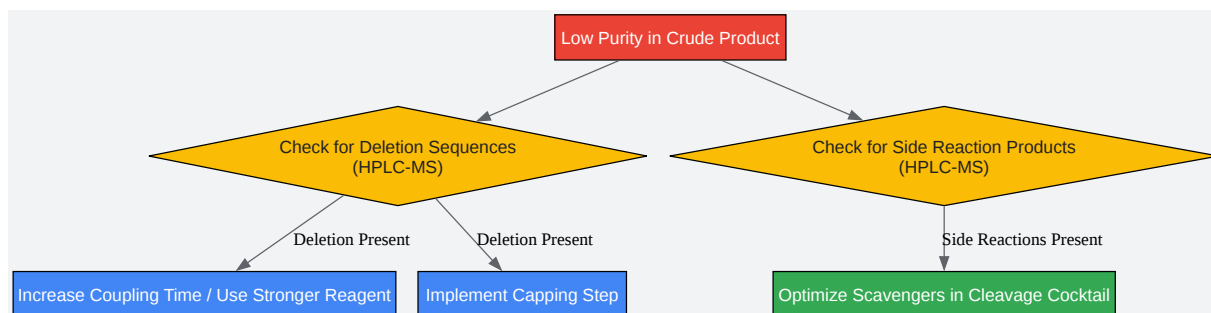 Low Purity in Crude Product
Check for Deletion Sequences
(HPLC-MS)
Check for Side Reaction Products
(HPLC-MS)
Deletion Present
Deletion Present
Side Reactions Present
Increase Coupling Time / Use Stronger Reagent
Implement Capping Step
Optimize Scavengers in Cleavage Cocktail